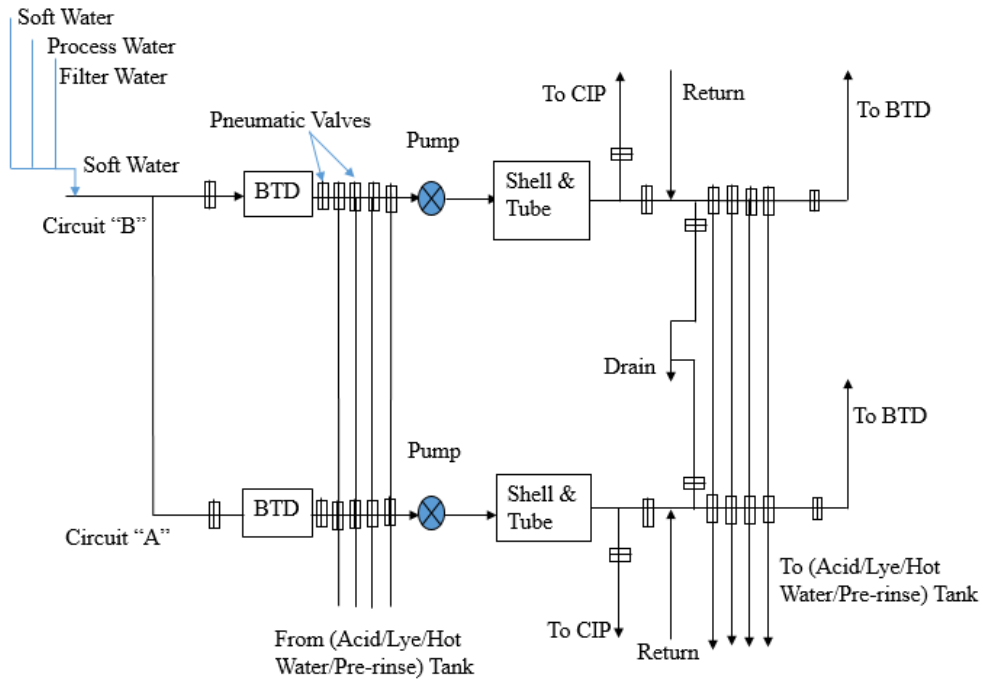 Soft Water
Process Water
Filter Water
Soft Water
Circuit “B”
Pneumatic Valves
BTD
Pump
Shell &
Tube
To CIP
Return
To BTD
Drain
Circuit “A”
BTD
Pump
Shell &
Tube
To BTD
From (Acid/Lye/Hot
Water/Pre-rinse) Tank
To CIP
Return
To (Acid/Lye/Hot
Water/Pre-rinse) Tank